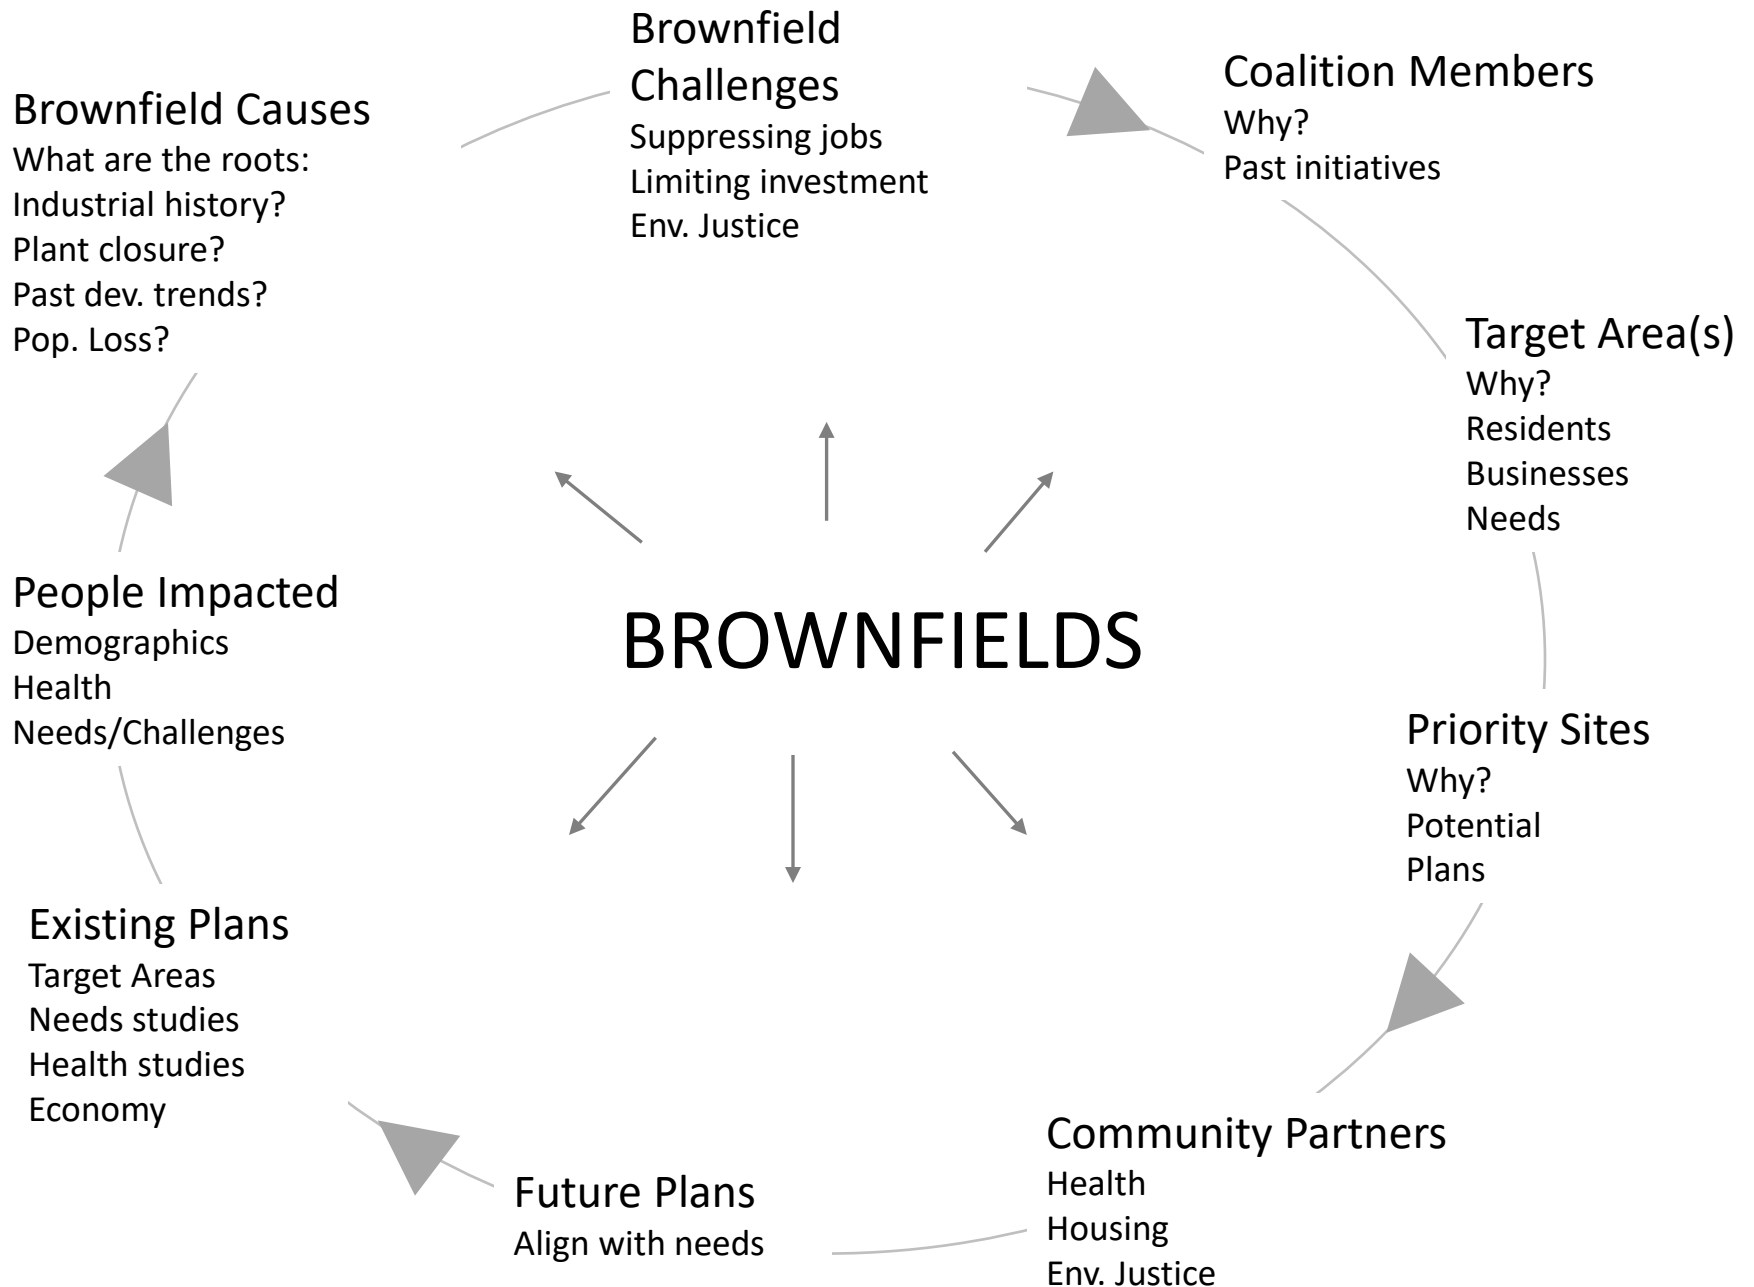 Brownfield
Challenges
Suppressing jobs
Limiting investment
Env. Justice
Coalition Members
Why?
Past initiatives
Target Area(s)
Why?
Residents
Businesses
Needs
Priority Sites
Why?
Potential
Plans
Community Partners
Health
Housing
Env. Justice
Future Plans
Align with needs
Existing Plans
Target Areas
Needs studies
Health studies
Economy
People Impacted
Demographics
Health
Needs/Challenges
Brownfield Causes
What are the roots:
Industrial history?
Plant closure?
Past dev. trends?
Pop. Loss?
BROWNFIELDS